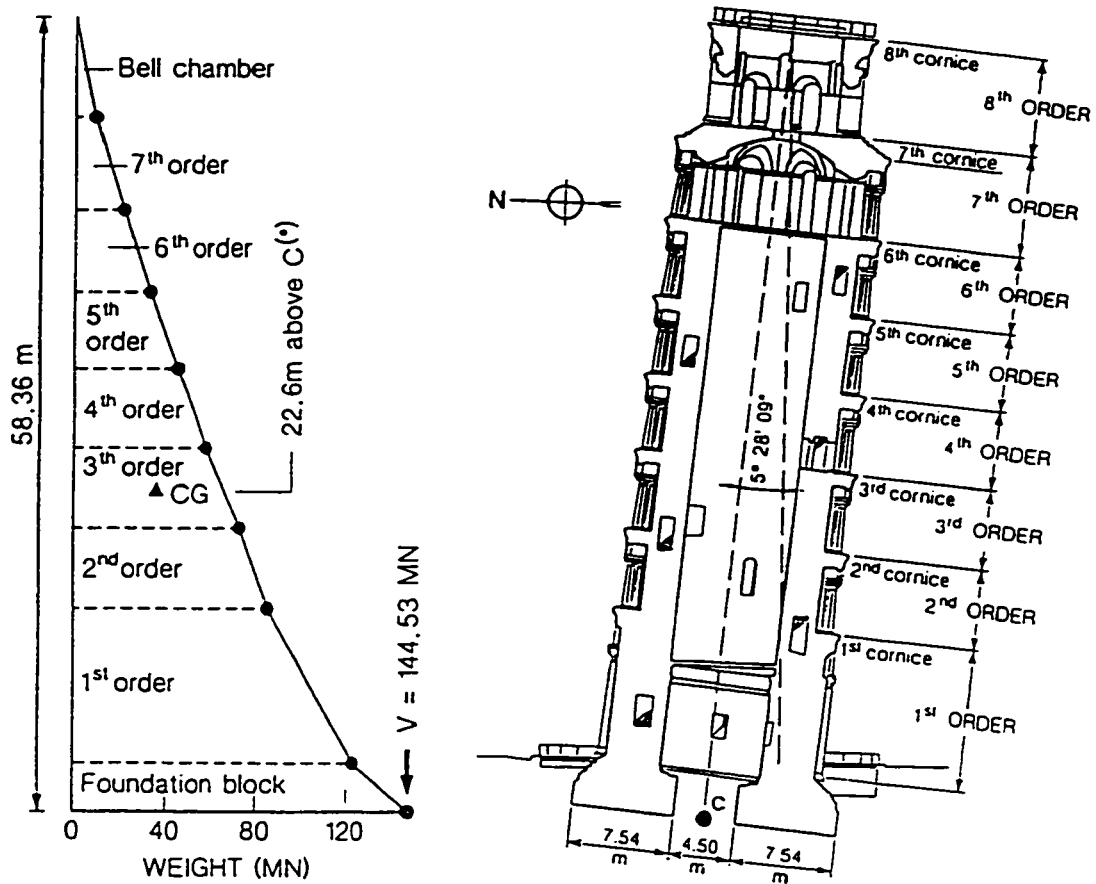 Bell chamber
7th order
6th order
5th
order
4th order
3th order
▲ CG
2nd order
1st order
Foundation block
58.36 m
22.6m above C(*)
V = 144.53 MN
0 40 80 120
WEIGHT (MN)
N
8th cornice
8th ORDER
7th cornice
7th ORDER
6th cornice
6th ORDER
5th cornice
5th ORDER
4th cornice
4th ORDER
3rd cornice
3rd ORDER
2nd cornice
2nd ORDER
1st cornice
1st ORDER
5° 28' 09"
C
7.54 4.50 7.54
m m m